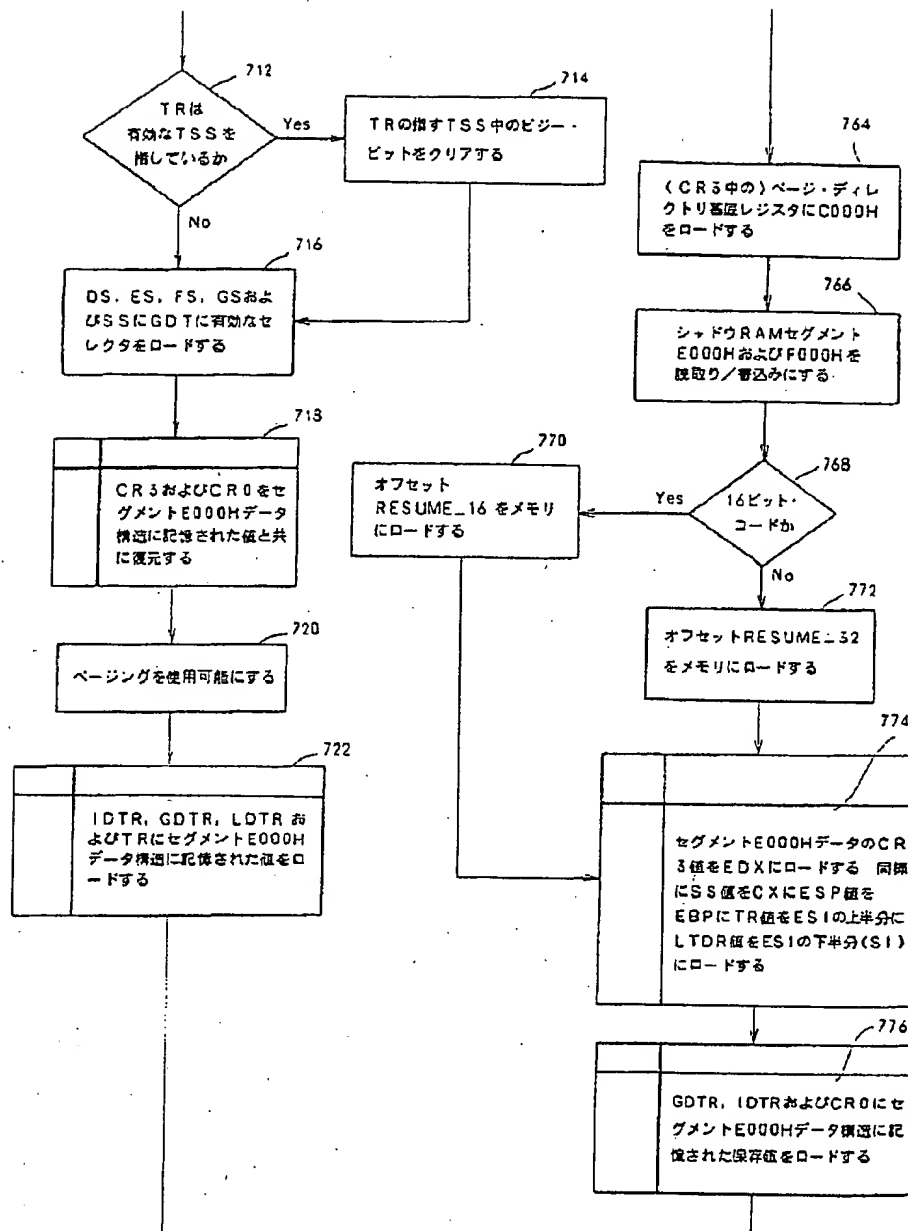 712
TRは
有効なTSSを
指しているか
Yes
No
714
TRの指すTSS中のビジー・
ビットをクリアする
716
DS, ES, FS, GSおよ
びSSにGDTに有効なセ
レクタをロードする
718
CR3およびCR0をセ
グメントE000Hデータ
構造に記憶された値と共
に復元する
720
ページングを使用可能にする
722
IDTR, GDTR, LDTRお
よびTRにセグメントE000H
データ構造に記憶された値をロ
ードする
764
(CR3中の)ページ・ディレ
クトリ基底レジスタにC000H
をロードする
766
シャドウRAMセグメント
E000HおよびF000Hを
読取り/書込みにする
768
16ビット・
コードか
Yes
No
770
オフセット
RESUME_16をメモリ
にロードする
772
オフセットRESUME_32
をメモリにロードする
774
セグメントE000HデータのCR
3値をEDXにロードする 同様
にSS値をCXにESP値を
EBPにTR値をESIの上半分に
LTDR値をESIの下半分(SI)
にロードする
776
GDTR, IDTRおよびCR0にセ
グメントE000Hデータ構造に記
憶された保存値をロードする